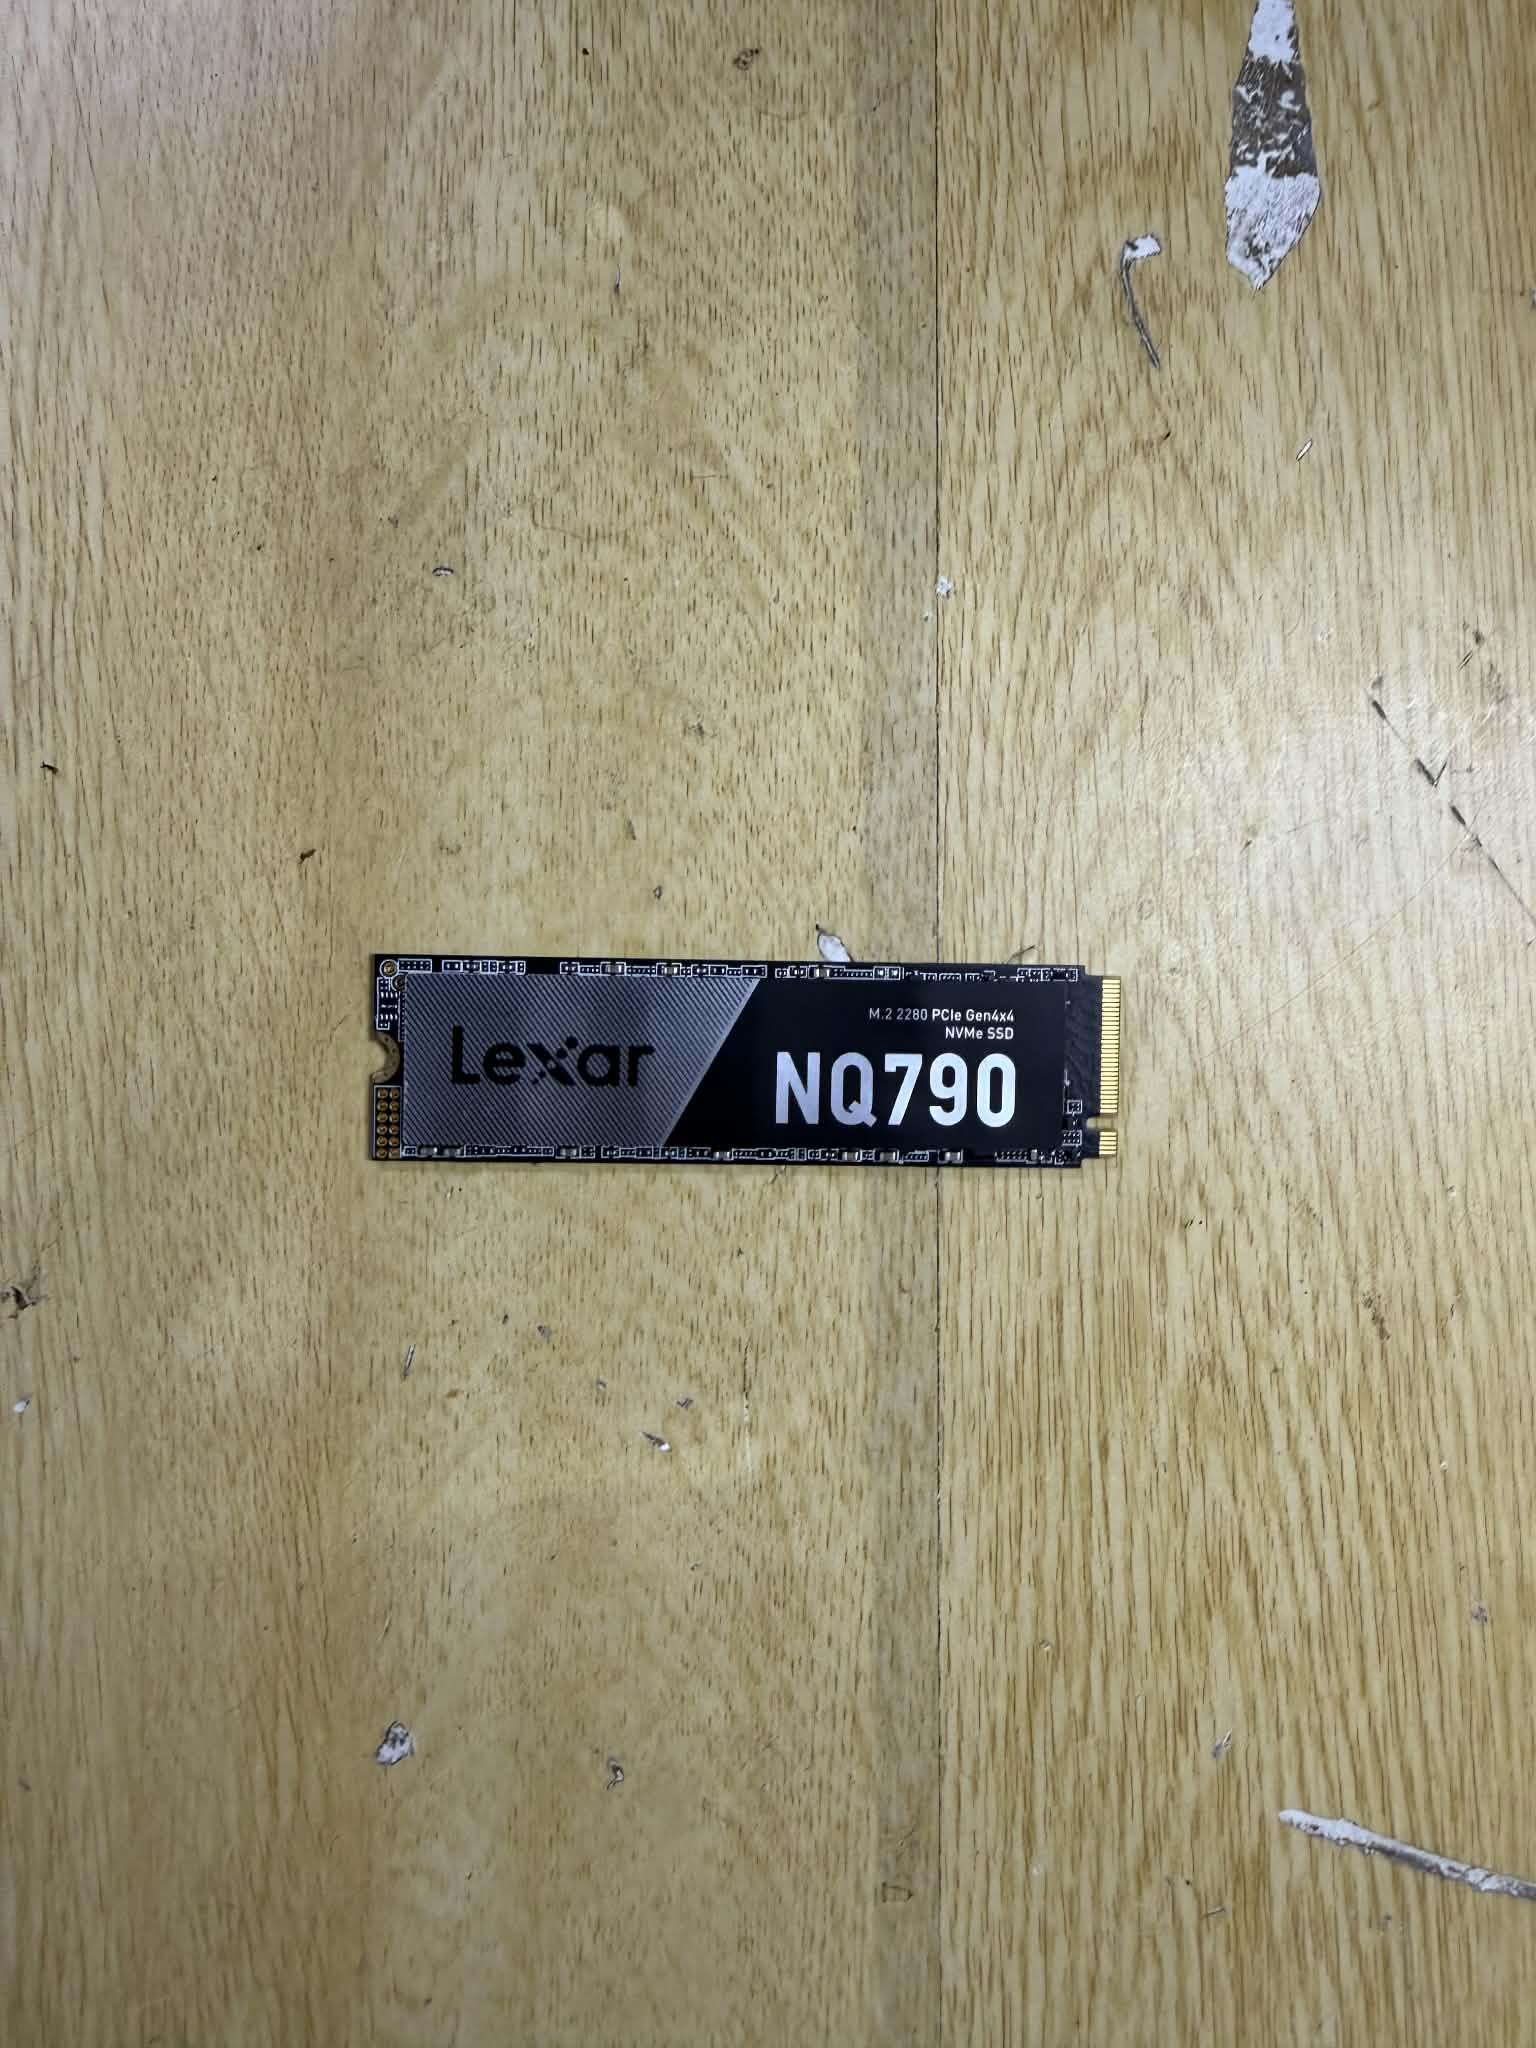 Lexar
M.2 2280 PCIe Gen4x4
NVMe SSD
NQ790